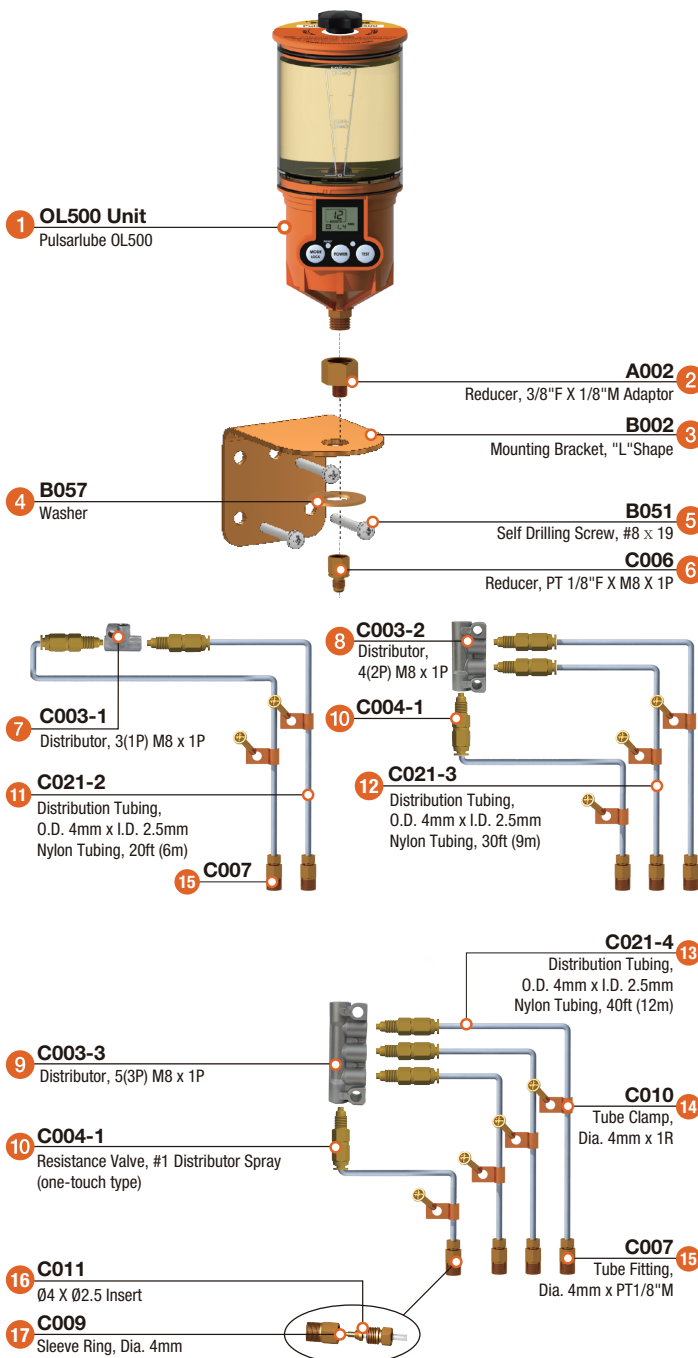 1 OL500 Unit
Pulsarlube OL500
12
1.4
MODE
LOCK
POWER
TEST
A002 2
Reducer, 3/8"F X 1/8"M Adaptor
B002 3
Mounting Bracket, "L"Shape
4 B057
Washer
B051 5
Self Drilling Screw, #8 x 19
C006 6
Reducer, PT 1/8"F X M8 X 1P
7 C003-1
Distributor, 3(1P) M8 x 1P
11 C021-2
Distribution Tubing,
O.D. 4mm x I.D. 2.5mm
Nylon Tubing, 20ft (6m)
15 C007
8 C003-2
Distributor,
4(2P) M8 x 1P
10 C004-1
12 C021-3
Distribution Tubing,
O.D. 4mm x I.D. 2.5mm
Nylon Tubing, 30ft (9m)
C021-4 13
Distribution Tubing,
O.D. 4mm x I.D. 2.5mm
Nylon Tubing, 40ft (12m)
9 C003-3
Distributor, 5(3P) M8 x 1P
C010 14
Tube Clamp,
Dia. 4mm x 1R
10 C004-1
Resistance Valve, #1 Distributor Spray
(one-touch type)
C007 15
Tube Fitting,
Dia. 4mm x PT1/8"M
16 C011
Ø4 X Ø2.5 Insert
17 C009
Sleeve Ring, Dia. 4mm